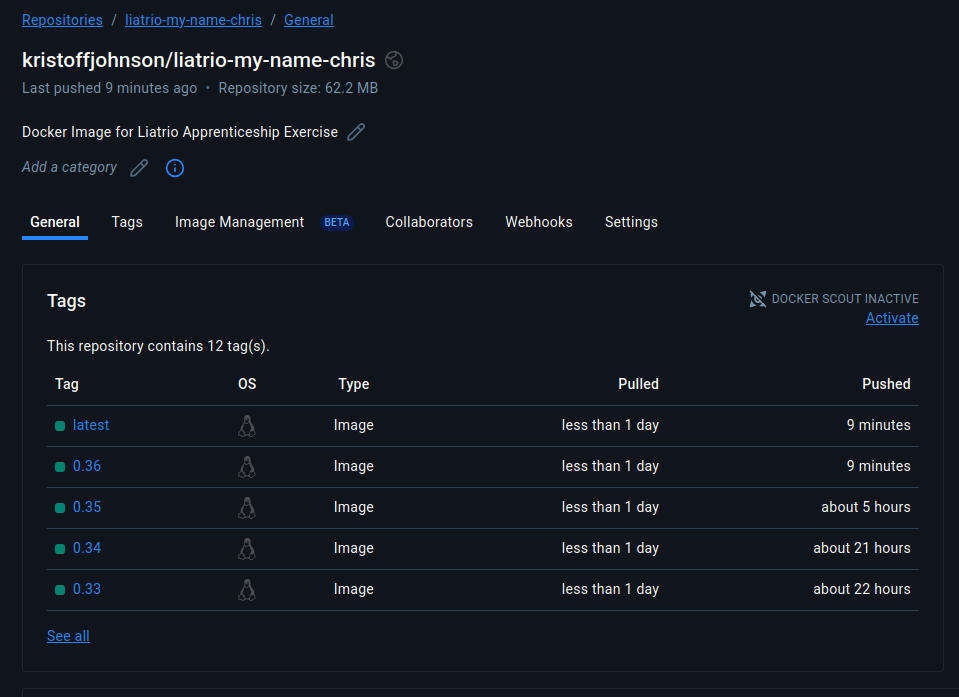 Repositories / liatrio-my-name-chris / General
kristoffjohnson/liatrio-my-name-chris
Last pushed 9 minutes ago • Repository size: 62.2 MB
Docker Image for Liatrio Apprenticeship Exercise
Add a category
General Tags Image Management BETA Collaborators Webhooks Settings
Tags DOCKER SCOUT INACTIVE
Activate
This repository contains 12 tag(s).
Tag OS Type Pulled Pushed
latest Image less than 1 day 9 minutes
0.36 Image less than 1 day 9 minutes
0.35 Image less than 1 day about 5 hours
0.34 Image less than 1 day about 21 hours
0.33 Image less than 1 day about 22 hours
See all